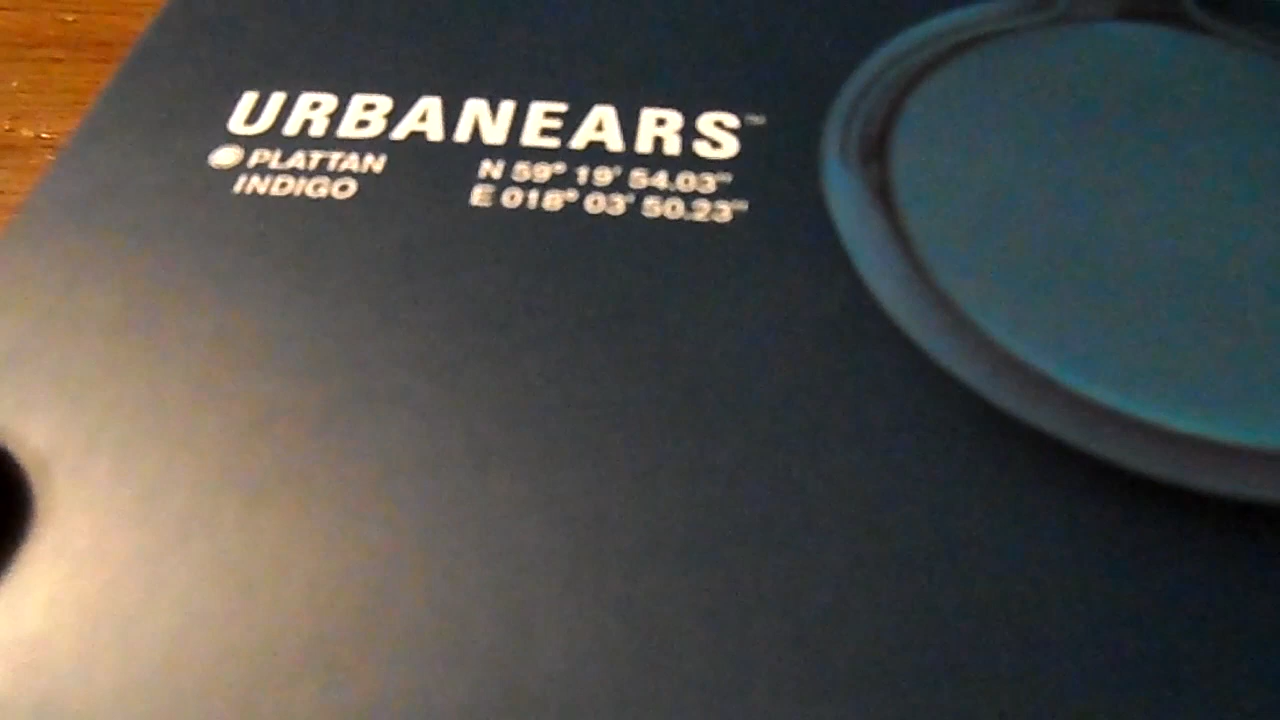 URBANEARS™
PLATTAN
INDIGO
N 59° 19' 54.03"
E 018° 03' 50.23"